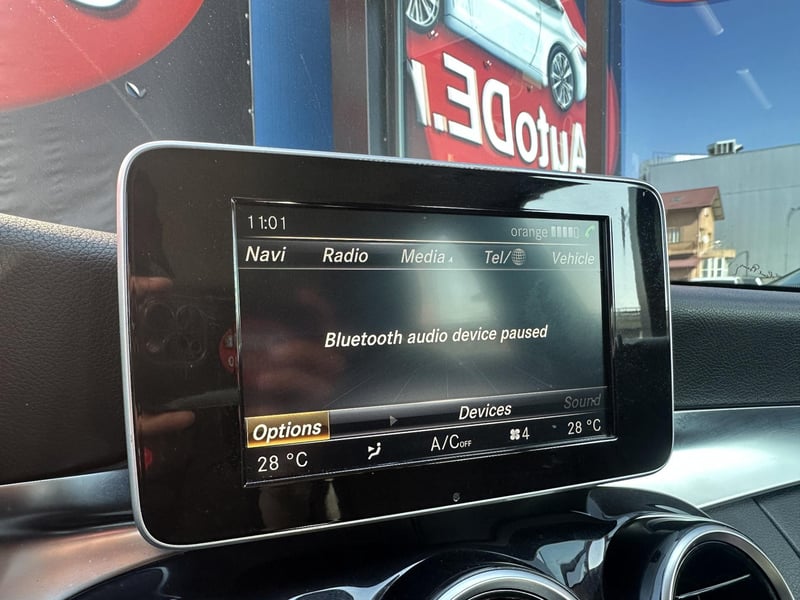 AutoDE.r
11:01 orange
Navi Radio Media Tel/ Vehicle
Bluetooth audio device paused
Options Devices Sound
28 °C A/C OFF 4 28 °C